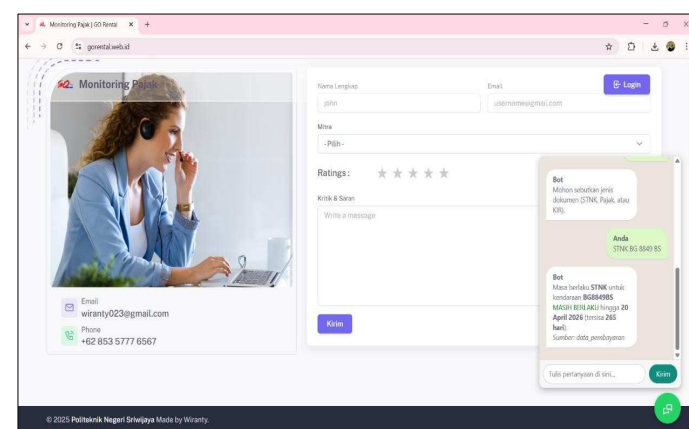 Monitoring Pajak | GO Rental
gorental.web.id
Monitoring Pajak
Login
Nama Lengkap
Email
john
username@gmail.com
Mitra
-Pilih-
Ratings :
Kritik & Saran
Write a message
Kirim
Email
wiranty023@gmail.com
Phone
+62 853 5777 6567
Bot
Mohon sebutkan jenis
dokumen (STNK, Pajak, atau
KIR).
Anda
STNK BG 8849 BS
Bot
Masa berlaku STNK untuk
kendaraan BG8849BS
MASIH BERLAKU hingga 20
April 2026 (tersisa 265
hari).
Sumber: data_pembayaran
Tulis pertanyaan di sini...
Kirim
© 2025 Politeknik Negeri Sriwijaya Made by Wiranty.